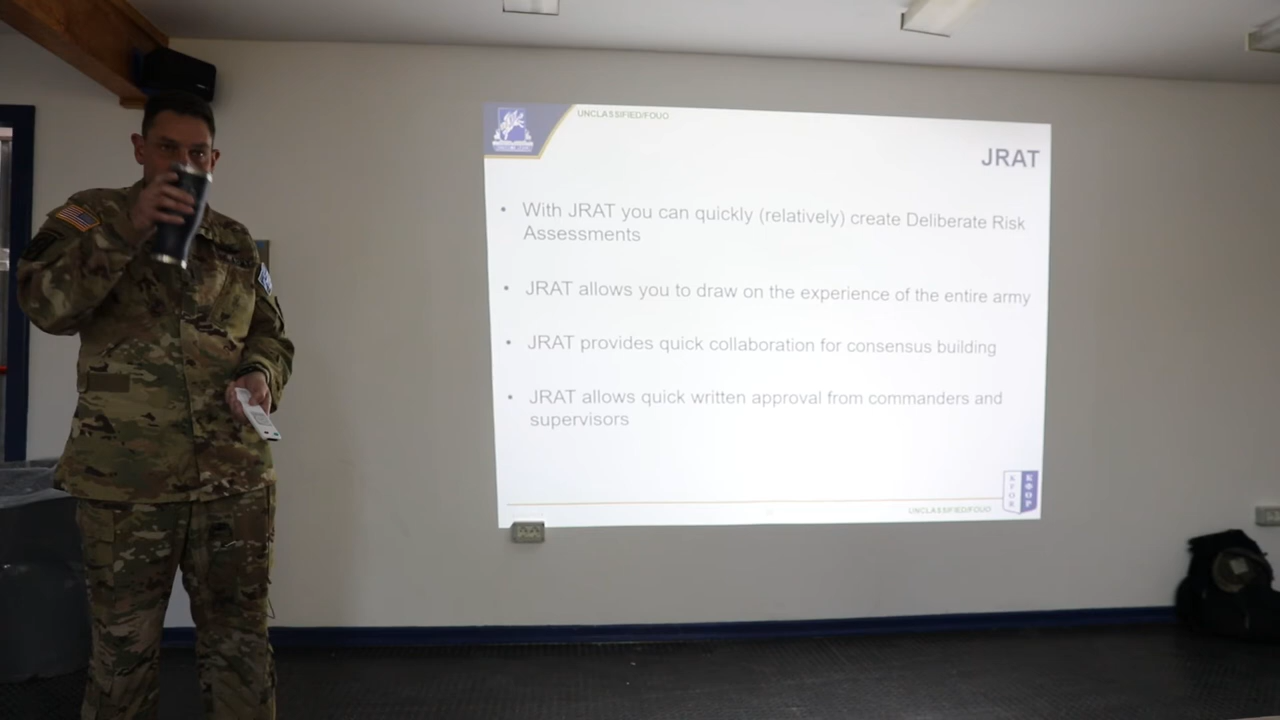 UNCLASSIFIED/FOUO
JRAT
• With JRAT you can quickly (relatively) create Deliberate Risk
Assessments
• JRAT allows you to draw on the experience of the entire army
• JRAT provides quick collaboration for consensus building
• JRAT allows quick written approval from commanders and
supervisors
UNCLASSIFIED/FOUO
KFOR
КФОР